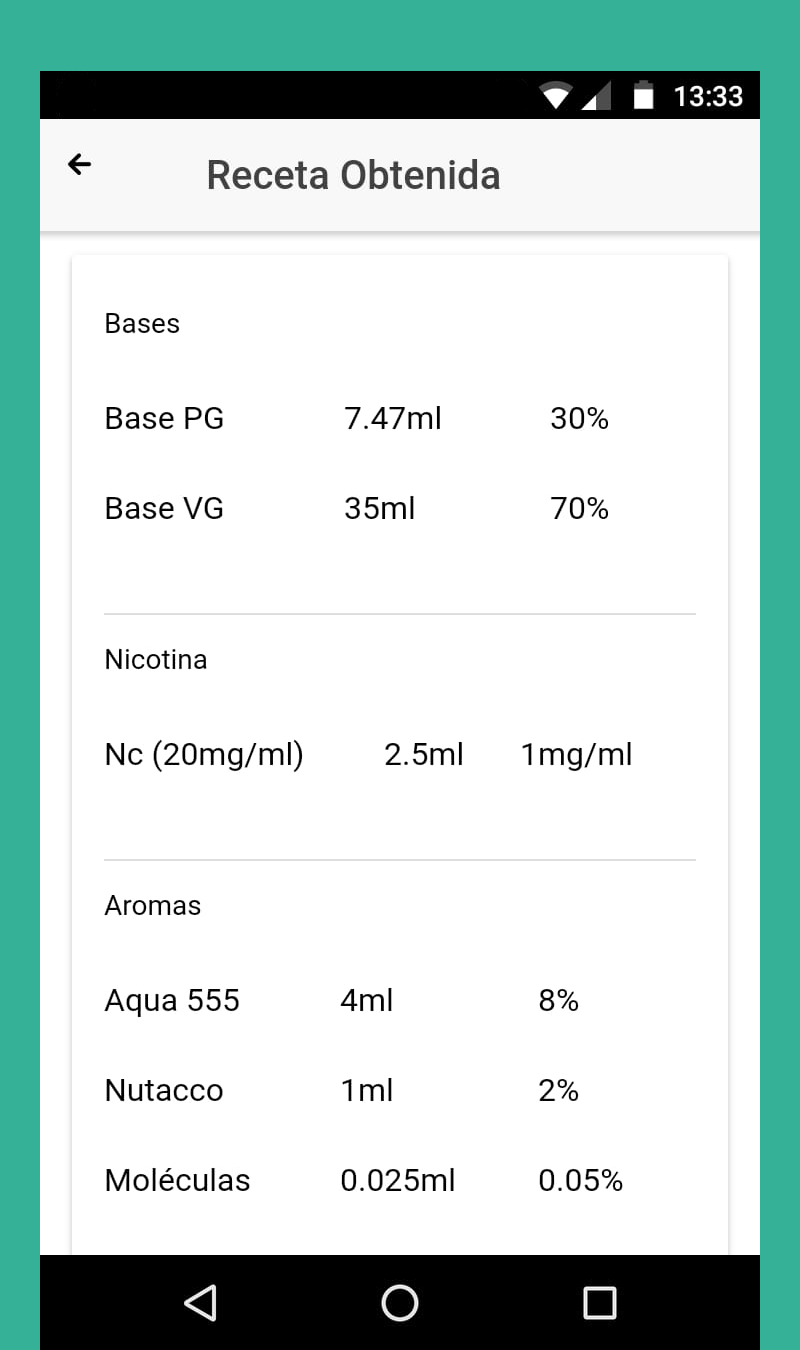 13:33
Receta Obtenida
Bases
Base PG 7.47ml 30%
Base VG 35ml 70%
Nicotina
Nc (20mg/ml) 2.5ml 1mg/ml
Aromas
Aqua 555 4ml 8%
Nutacco 1ml 2%
Moléculas 0.025ml 0.05%